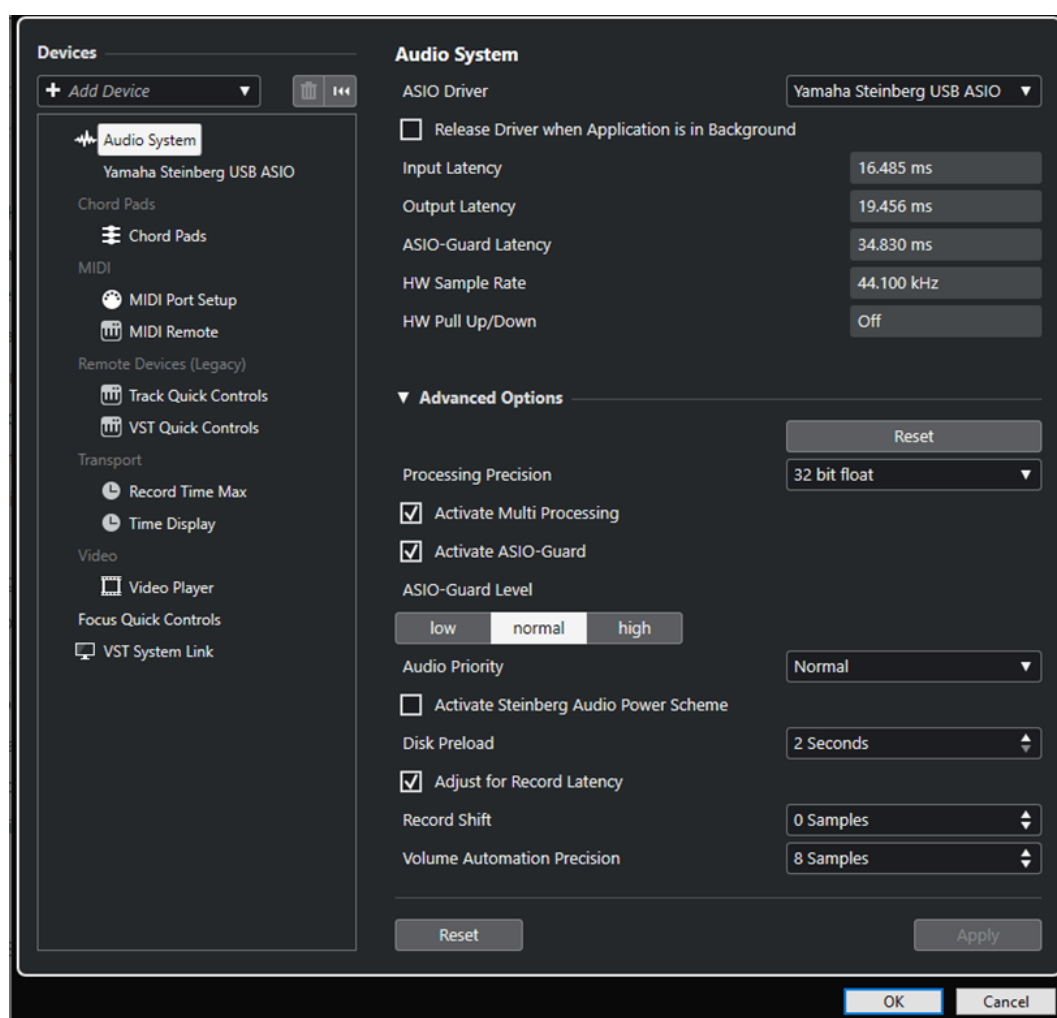 Devices
Add Device
Audio System
Yamaha Steinberg USB ASIO
Chord Pads
Chord Pads
MIDI
MIDI Port Setup
MIDI Remote
Remote Devices (Legacy)
Track Quick Controls
VST Quick Controls
Transport
Record Time Max
Time Display
Video
Video Player
Focus Quick Controls
VST System Link
Audio System
ASIO Driver Yamaha Steinberg USB ASIO
Release Driver when Application is in Background
Input Latency 16.485 ms
Output Latency 19.456 ms
ASIO-Guard Latency 34.830 ms
HW Sample Rate 44.100 kHz
HW Pull Up/Down Off
Advanced Options
Reset
Processing Precision 32 bit float
Activate Multi Processing
Activate ASIO-Guard
ASIO-Guard Level
low normal high
Audio Priority Normal
Activate Steinberg Audio Power Scheme
Disk Preload 2 Seconds
Adjust for Record Latency
Record Shift 0 Samples
Volume Automation Precision 8 Samples
Reset Apply
OK Cancel